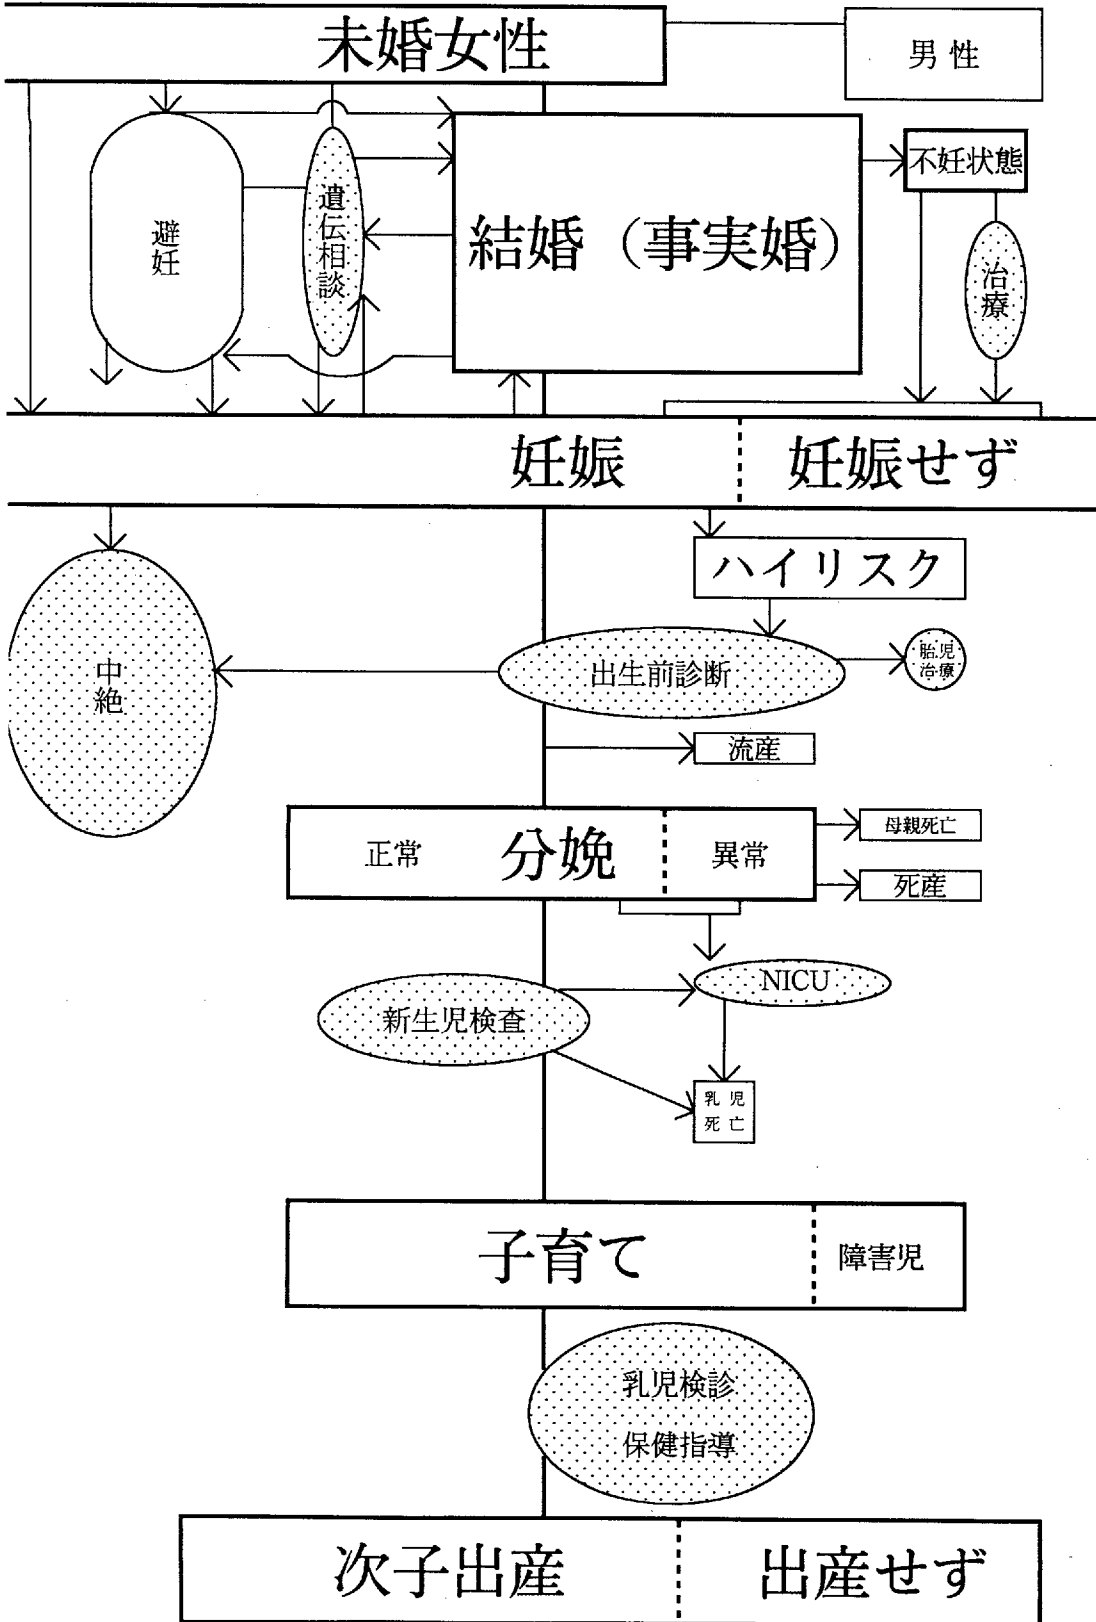 未婚女性
男性
避妊
遺伝相談
結婚（事実婚）
不妊状態
治療
妊娠
妊娠せず
ハイリスク
中絶
出生前診断
胎児
治療
流産
正常
分娩
異常
母親死亡
死産
NICU
新生児検査
乳児
死亡
子育て
障害児
乳児検診
保健指導
次子出産
出産せず